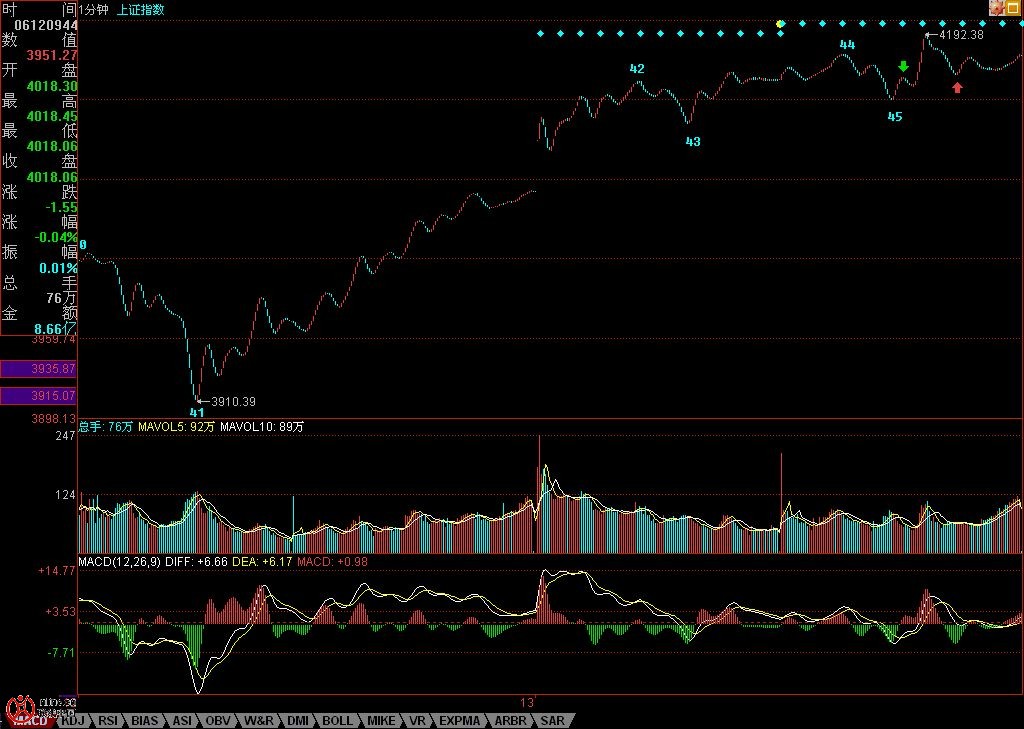 1分钟 上证指数
时 间
06120944
数 值
3951.27
开 盘
4018.30
最 高
4018.45
最 低
4018.06
收 盘
4018.06
涨 跌
-1.55
涨 幅
-0.04%
振 幅
0.01%
总 手
76万
金 额
8.66亿
3959.74
3935.87
3915.07
3898.13
0
41
3910.39
42
43
44
45
4192.38
总手: 76万 MAVOL5: 92万 MAVOL10: 89万
247
124
MACD(12,26,9) DIFF: +6.66 DEA: +6.17 MACD: +0.98
+14.77
+3.53
-7.71
13
MACD KDJ RSI BIAS ASI OBV W&R DMI BOLL MIKE VR EXPMA ARBR SAR